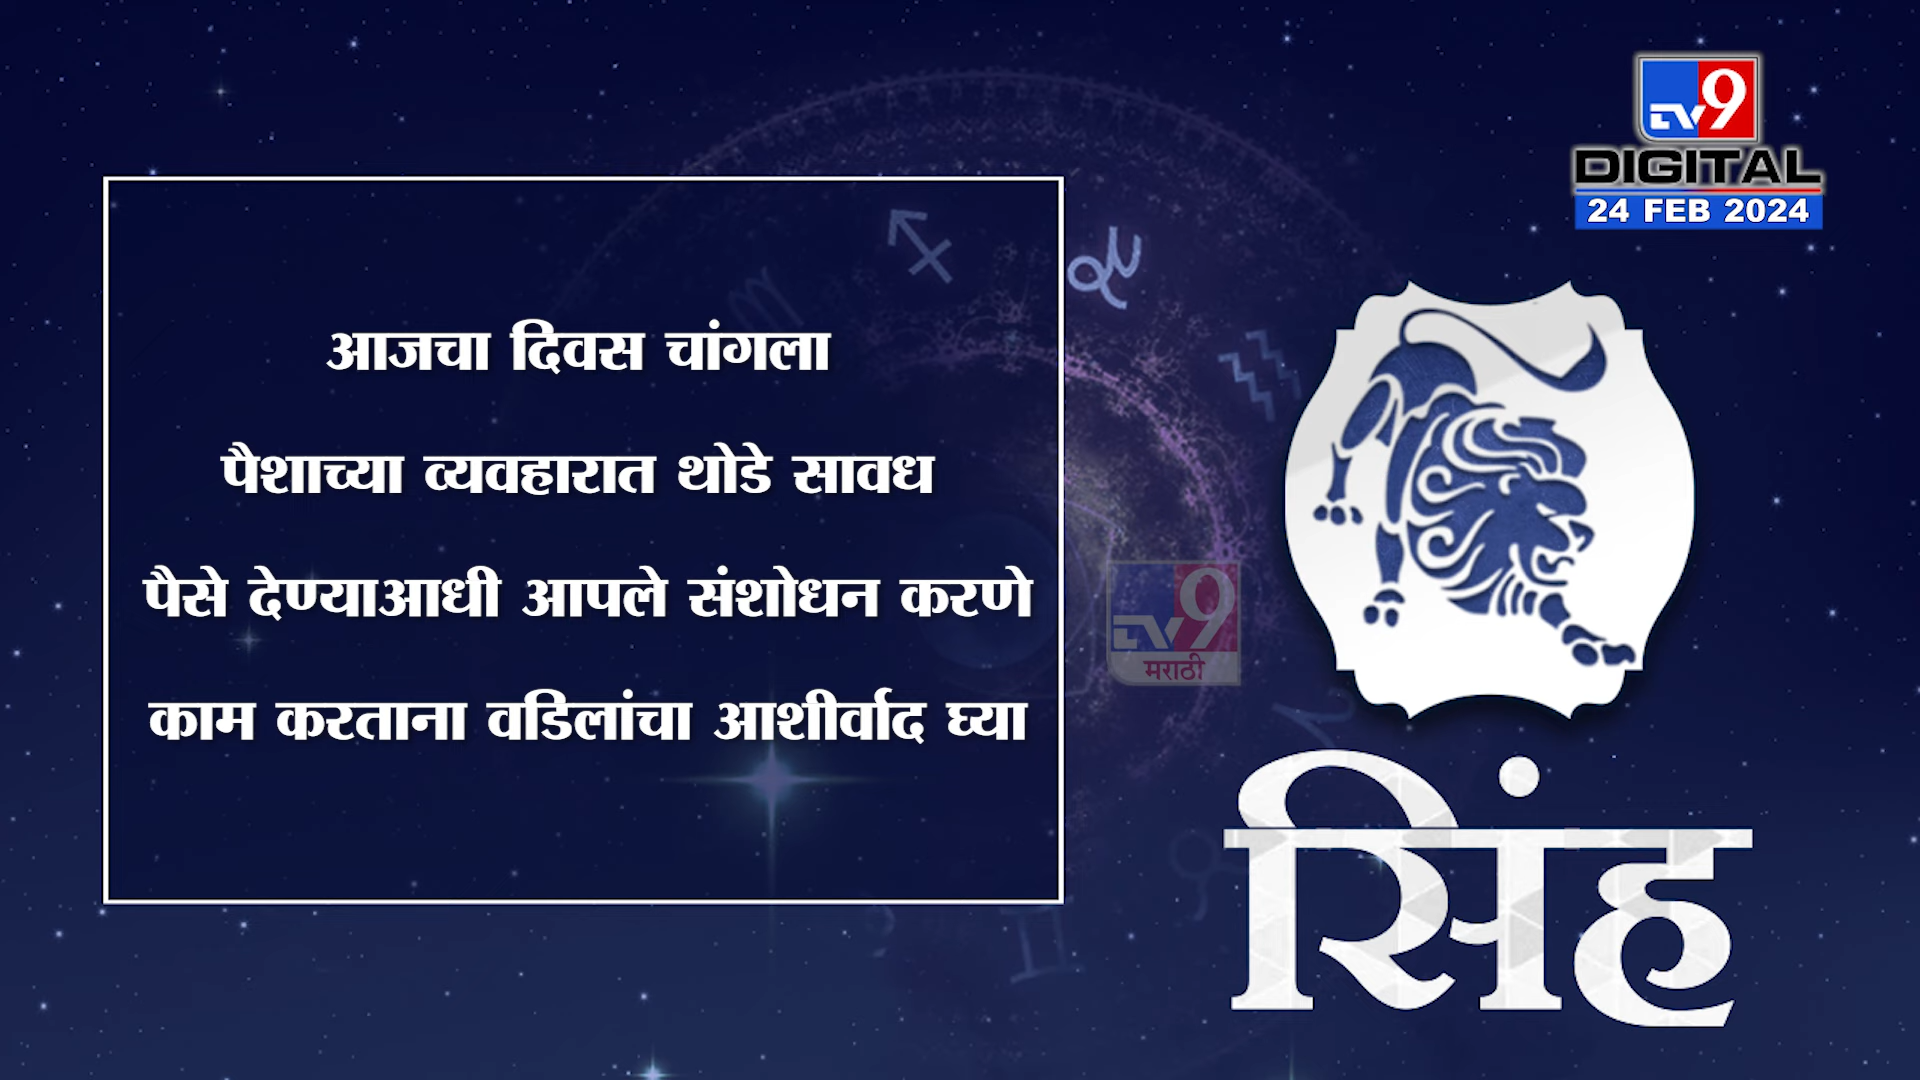 TV9
DIGITAL
24 FEB 2024
आजचा दिवस चांगला
पैशाच्या व्यवहारात थोडे सावध
पैसे देण्याआधी आपले संशोधन करणे
काम करताना वडिलांचा आशीर्वाद घ्या
TV9
मराठी
सिंह